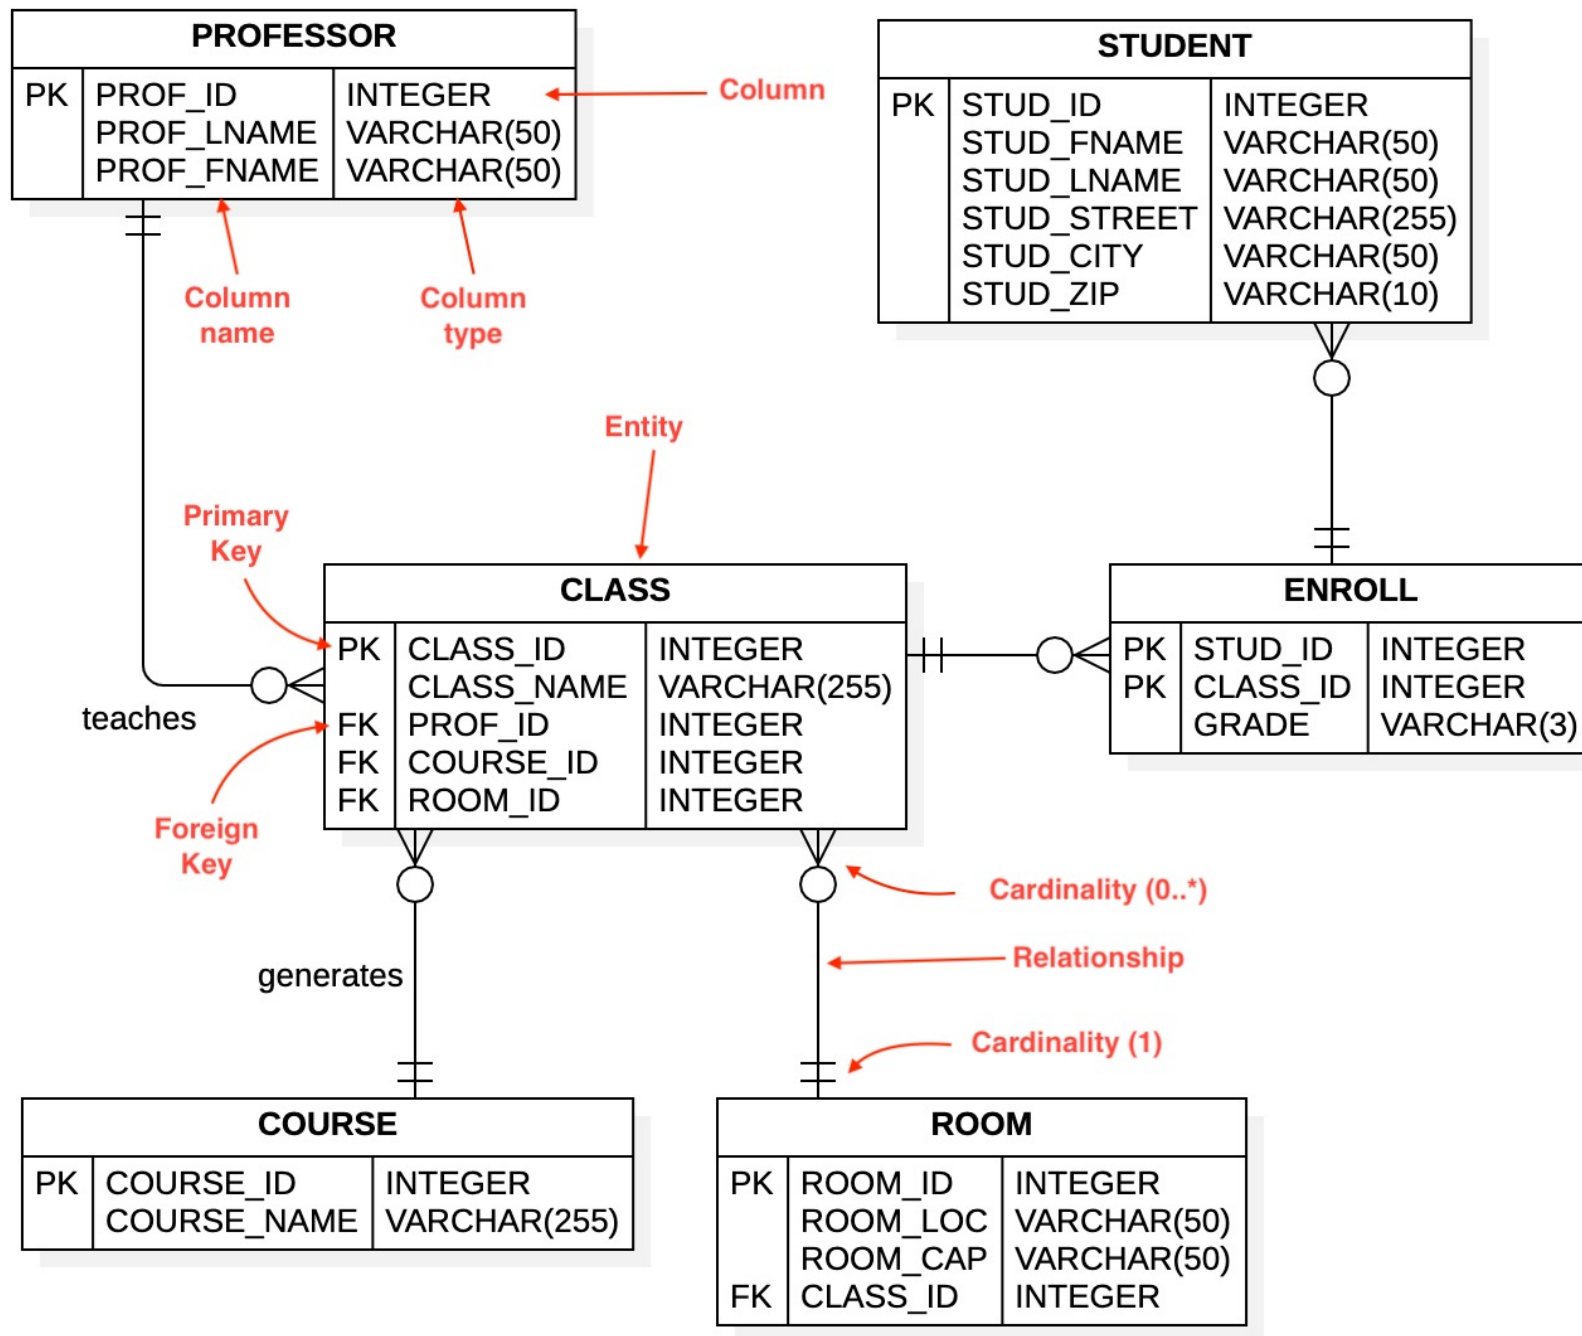 PROFESSOR
PK PROF_ID INTEGER
PROF_LNAME VARCHAR(50)
PROF_FNAME VARCHAR(50)
Column
Column
name
Column
type
STUDENT
PK STUD_ID INTEGER
STUD_FNAME VARCHAR(50)
STUD_LNAME VARCHAR(50)
STUD_STREET VARCHAR(255)
STUD_CITY VARCHAR(50)
STUD_ZIP VARCHAR(10)
Entity
Primary
Key
CLASS
PK CLASS_ID INTEGER
CLASS_NAME VARCHAR(255)
FK PROF_ID INTEGER
FK COURSE_ID INTEGER
FK ROOM_ID INTEGER
teaches
Foreign
Key
ENROLL
PK STUD_ID INTEGER
PK CLASS_ID INTEGER
GRADE VARCHAR(3)
Cardinality (0..*)
Relationship
generates
Cardinality (1)
COURSE
PK COURSE_ID INTEGER
COURSE_NAME VARCHAR(255)
ROOM
PK ROOM_ID INTEGER
ROOM_LOC VARCHAR(50)
ROOM_CAP VARCHAR(50)
FK CLASS_ID INTEGER